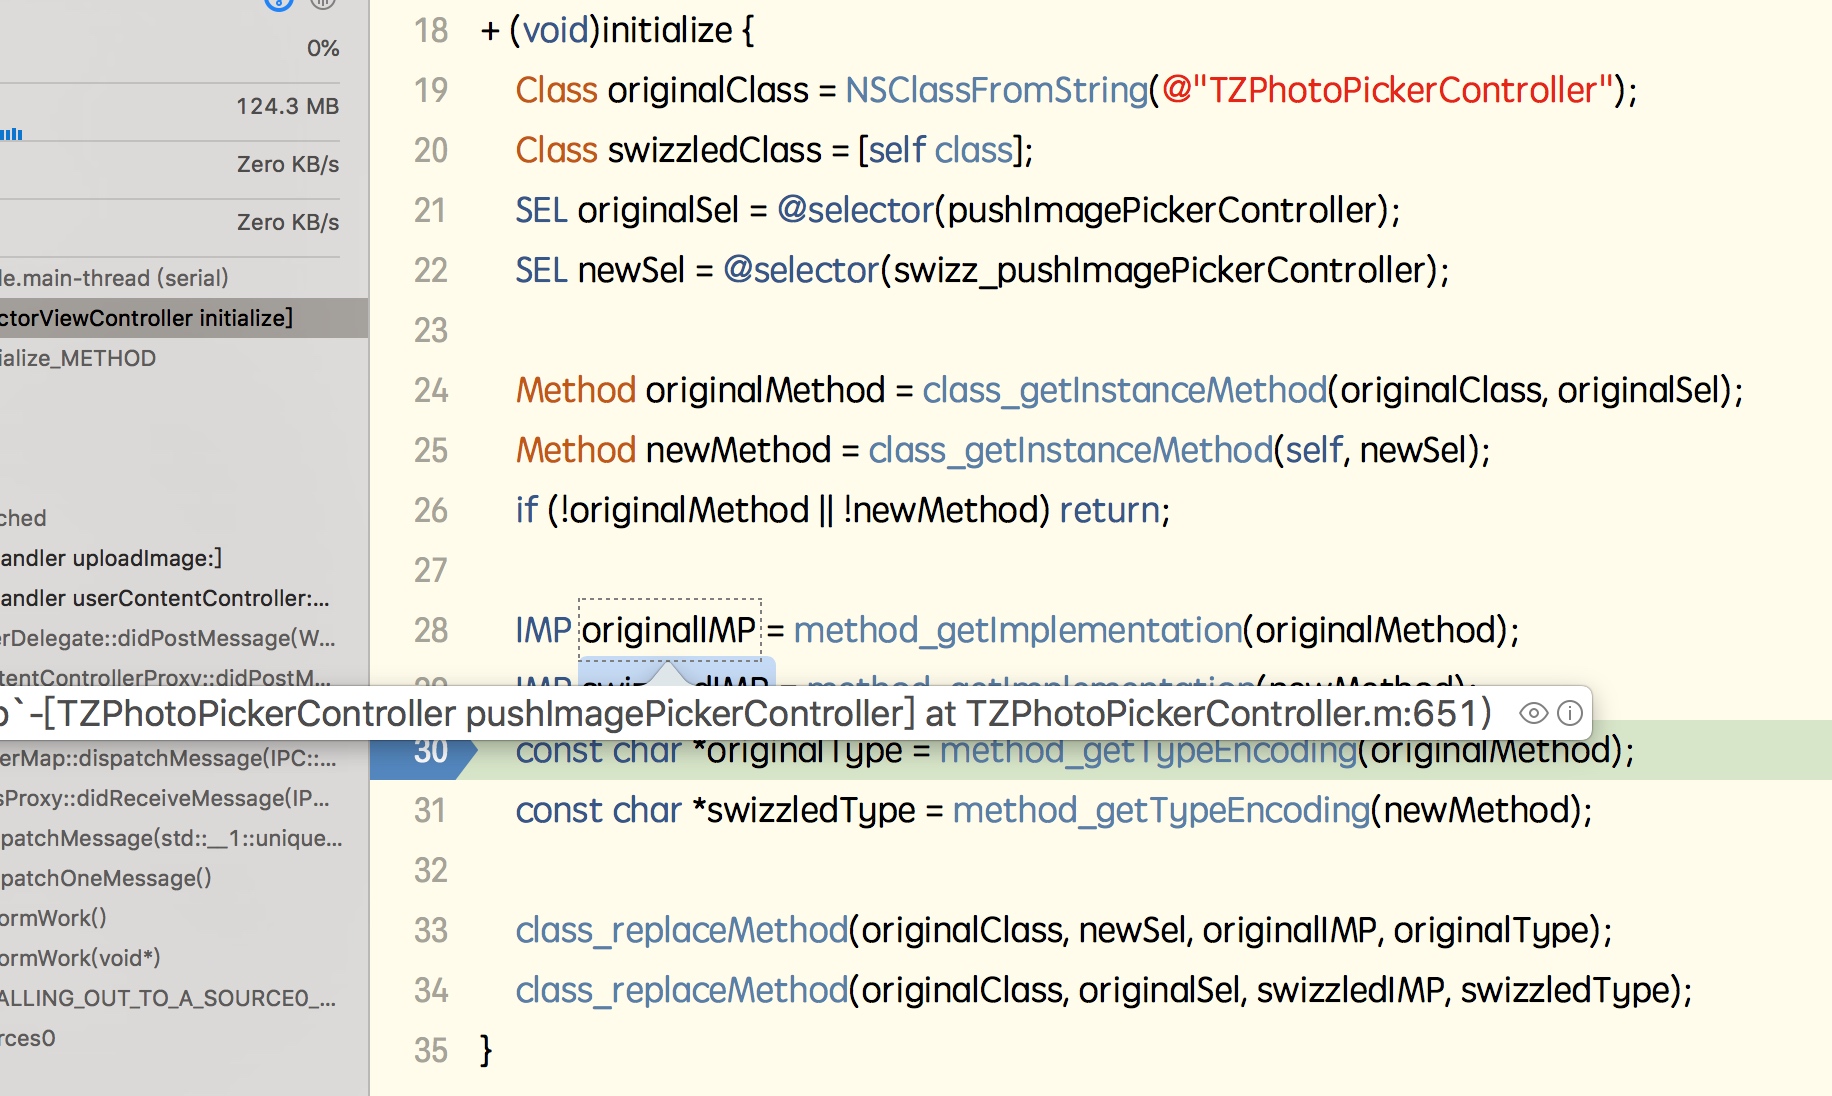 0%
124.3 MB
Zero KB/s
Zero KB/s
le.main-thread (serial)
ctorViewController initialize]
ialize_METHOD
ched
andler uploadImage:]
andler userContentController:...
erDelegate::didPostMessage(W...
tentControllerProxy::didPostM...
erMap::dispatchMessage(IPC::...
sProxy::didReceiveMessage(IP...
patchMessage(std::__1::unique...
patchOneMessage()
ormWork()
ormWork(void*)
ALLING_OUT_TO_A_SOURCE0_...
rces0
18 + (void)initialize {
19 Class originalClass = NSClassFromString(@"TZPhotoPickerController");
20 Class swizzledClass = [self class];
21 SEL originalSel = @selector(pushImagePickerController);
22 SEL newSel = @selector(swizz_pushImagePickerController);
23
24 Method originalMethod = class_getInstanceMethod(originalClass, originalSel);
25 Method newMethod = class_getInstanceMethod(self, newSel);
26 if (!originalMethod || !newMethod) return;
27
28 IMP originalIMP = method_getImplementation(originalMethod);
29 IMP swizzledIMP = method_getImplementation(newMethod);
`-[TZPhotoPickerController pushImagePickerController] at TZPhotoPickerController.m:651)
30 const char *originalType = method_getTypeEncoding(originalMethod);
31 const char *swizzledType = method_getTypeEncoding(newMethod);
32
33 class_replaceMethod(originalClass, newSel, originalIMP, originalType);
34 class_replaceMethod(originalClass, originalSel, swizzledIMP, swizzledType);
35 }